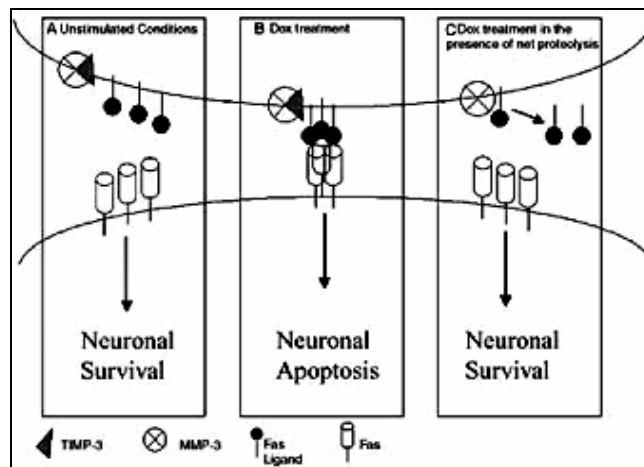 A Unstimulated Conditions
B Dox treatment
C Dox treatment in the
presence of net proteolysis
Neuronal
Survival
Neuronal
Apoptosis
Neuronal
Survival
TIMP-3
MMP-3
Fas
Ligand
Fas